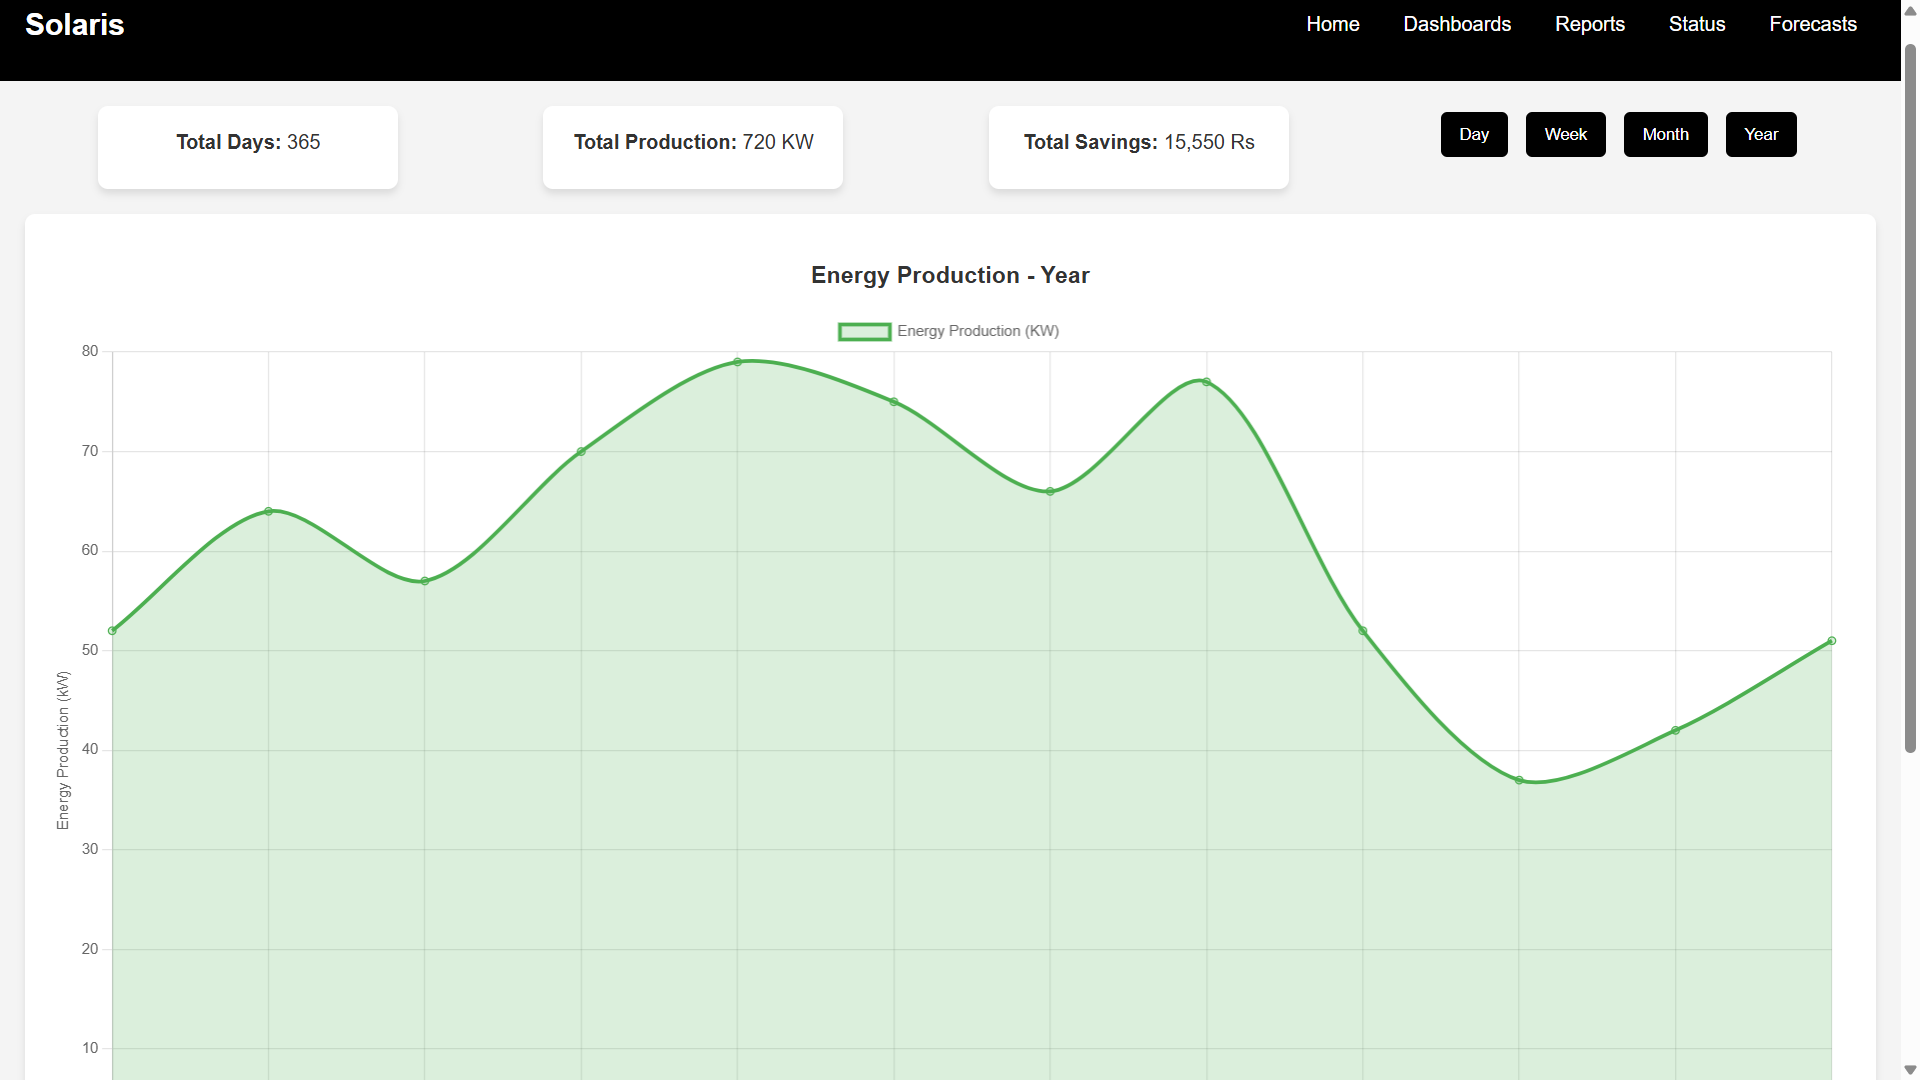 Solaris
Home Dashboards Reports Status Forecasts
Total Days: 365
Total Production: 720 KW
Total Savings: 15,550 Rs
Day Week Month Year
Energy Production - Year
Energy Production (KW)
80
70
60
50
40
30
20
10
Energy Production (kW)